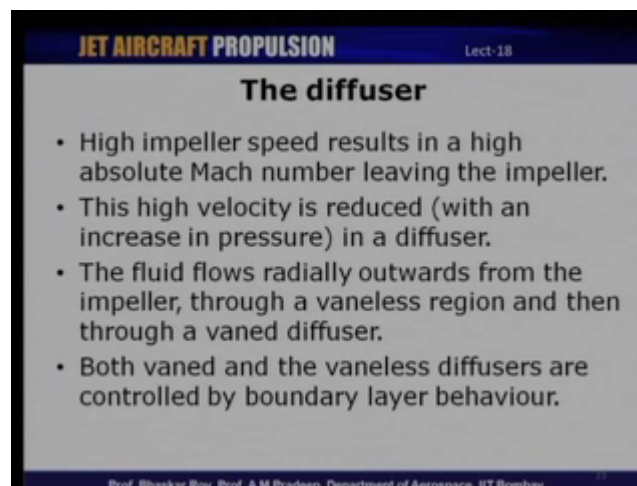 JET AIRCRAFT PROPULSION Lect-18
The diffuser
• High impeller speed results in a high
absolute Mach number leaving the impeller.
• This high velocity is reduced (with an
increase in pressure) in a diffuser.
• The fluid flows radially outwards from the
impeller, through a vaneless region and then
through a vaned diffuser.
• Both vaned and the vaneless diffusers are
controlled by boundary layer behaviour.
Prof. Bhaskar Roy, Prof. A M Pradeep, Department of Aerospace, IIT Bombay